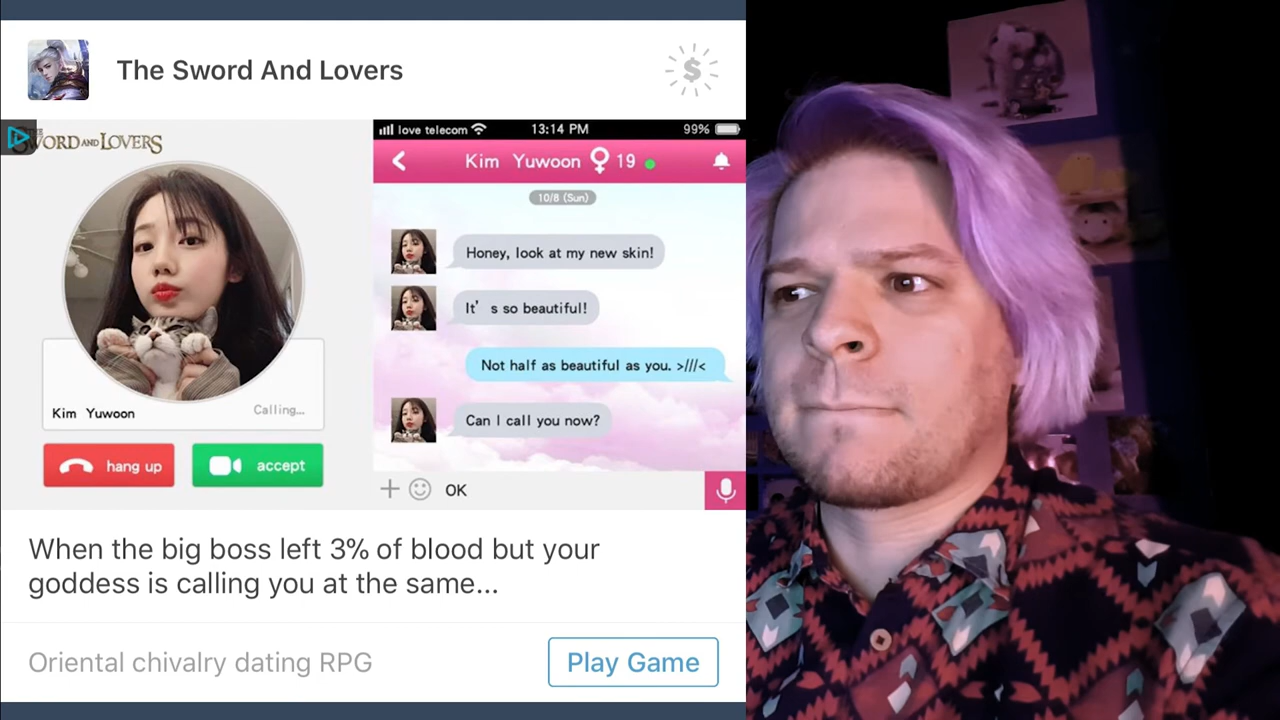 The Sword And Lovers
$
SWORD AND LOVERS
Kim Yuwoon
Calling...
hang up
accept
love telecom 13:14 PM 99%
Kim Yuwoon ♀ 19
10/8 (Sun)
Honey, look at my new skin!
It's so beautiful!
Not half as beautiful as you. >///<
Can I call you now?
OK
When the big boss left 3% of blood but your
goddess is calling you at the same...
Oriental chivalry dating RPG
Play Game